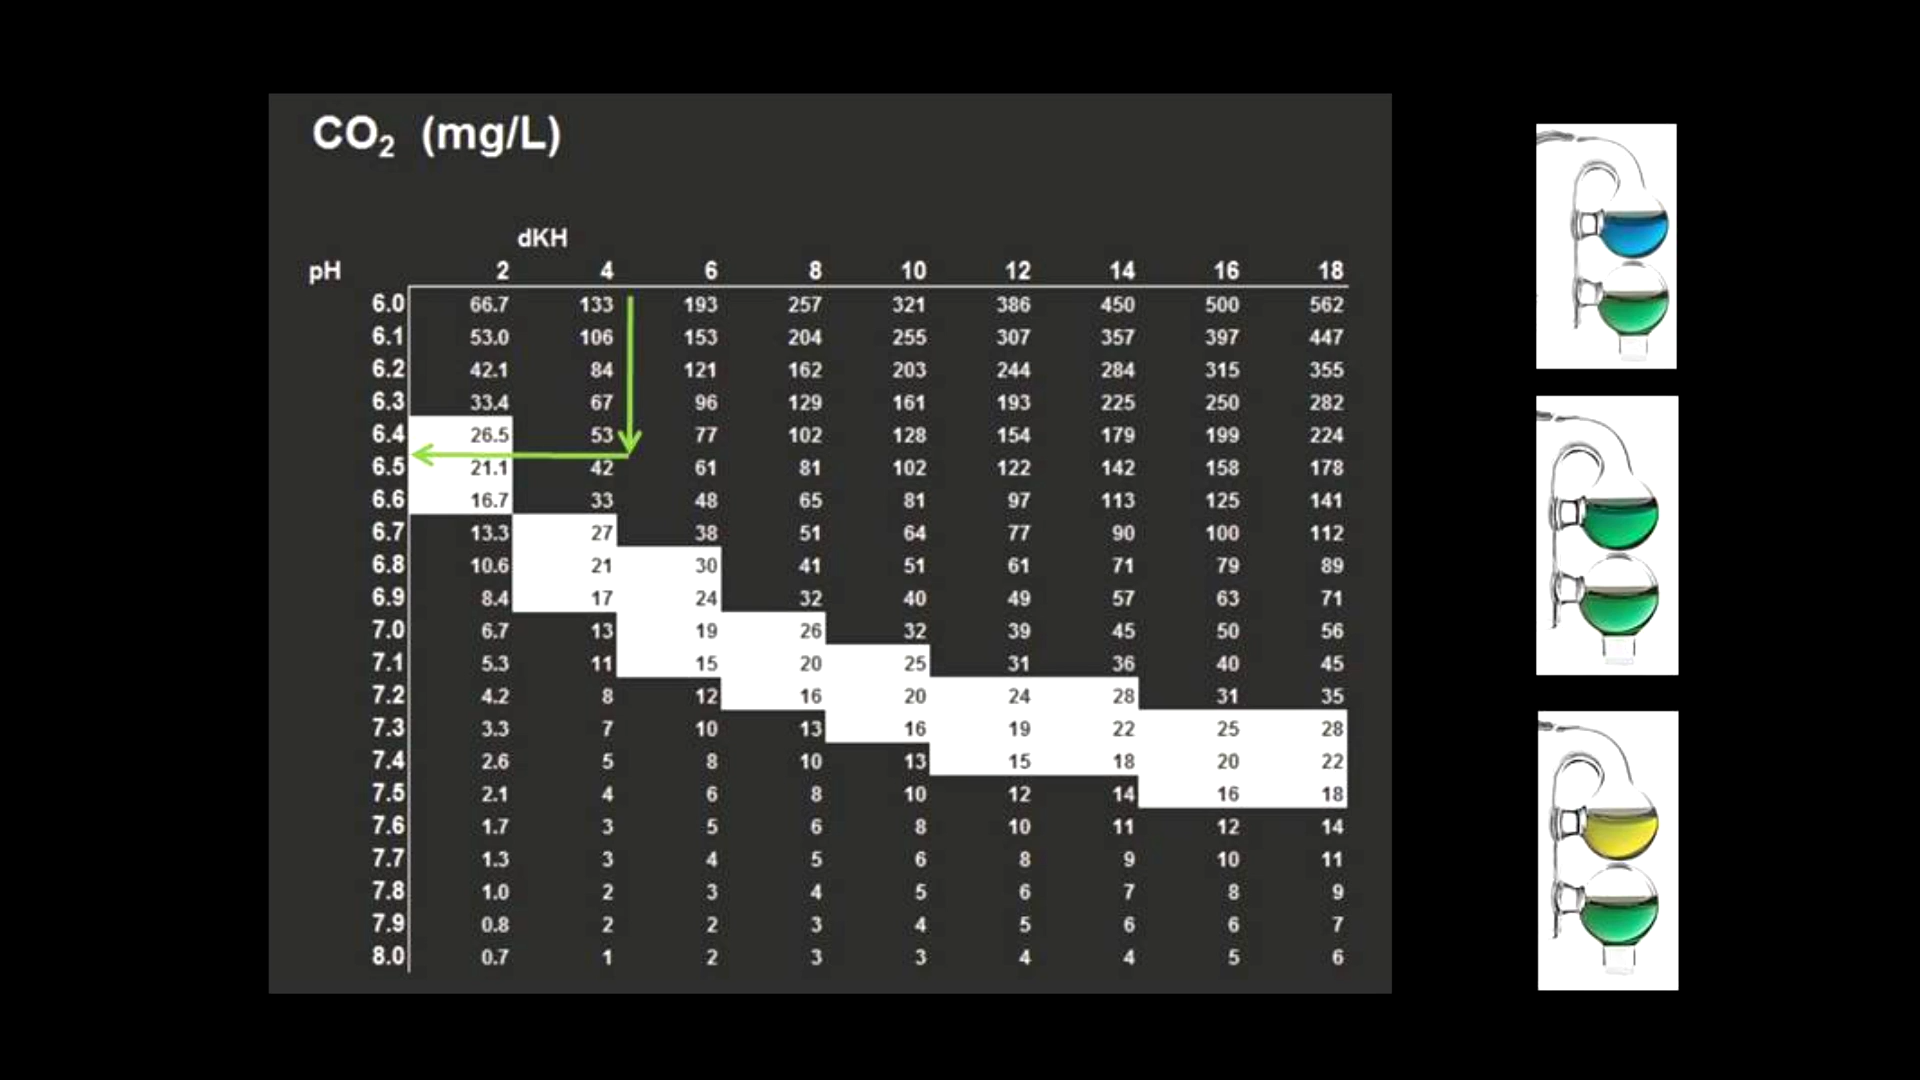 CO₂ (mg/L)
dKH
pH 2 4 6 8 10 12 14 16 18
6.0 66.7 133 193 257 321 386 450 500 562
6.1 53.0 106 153 204 255 307 357 397 447
6.2 42.1 84 121 162 203 244 284 315 355
6.3 33.4 67 96 129 161 193 225 250 282
6.4 26.5 53 77 102 128 154 179 199 224
6.5 21.1 42 61 81 102 122 142 158 178
6.6 16.7 33 48 65 81 97 113 125 141
6.7 13.3 27 38 51 64 77 90 100 112
6.8 10.6 21 30 41 51 61 71 79 89
6.9 8.4 17 24 32 40 49 57 63 71
7.0 6.7 13 19 26 32 39 45 50 56
7.1 5.3 11 15 20 25 31 36 40 45
7.2 4.2 8 12 16 20 24 28 31 35
7.3 3.3 7 10 13 16 19 22 25 28
7.4 2.6 5 8 10 13 15 18 20 22
7.5 2.1 4 6 8 10 12 14 16 18
7.6 1.7 3 5 6 8 10 11 12 14
7.7 1.3 3 4 5 6 8 9 10 11
7.8 1.0 2 3 4 5 6 7 8 9
7.9 0.8 2 2 3 4 5 6 6 7
8.0 0.7 1 2 3 3 4 4 5 6